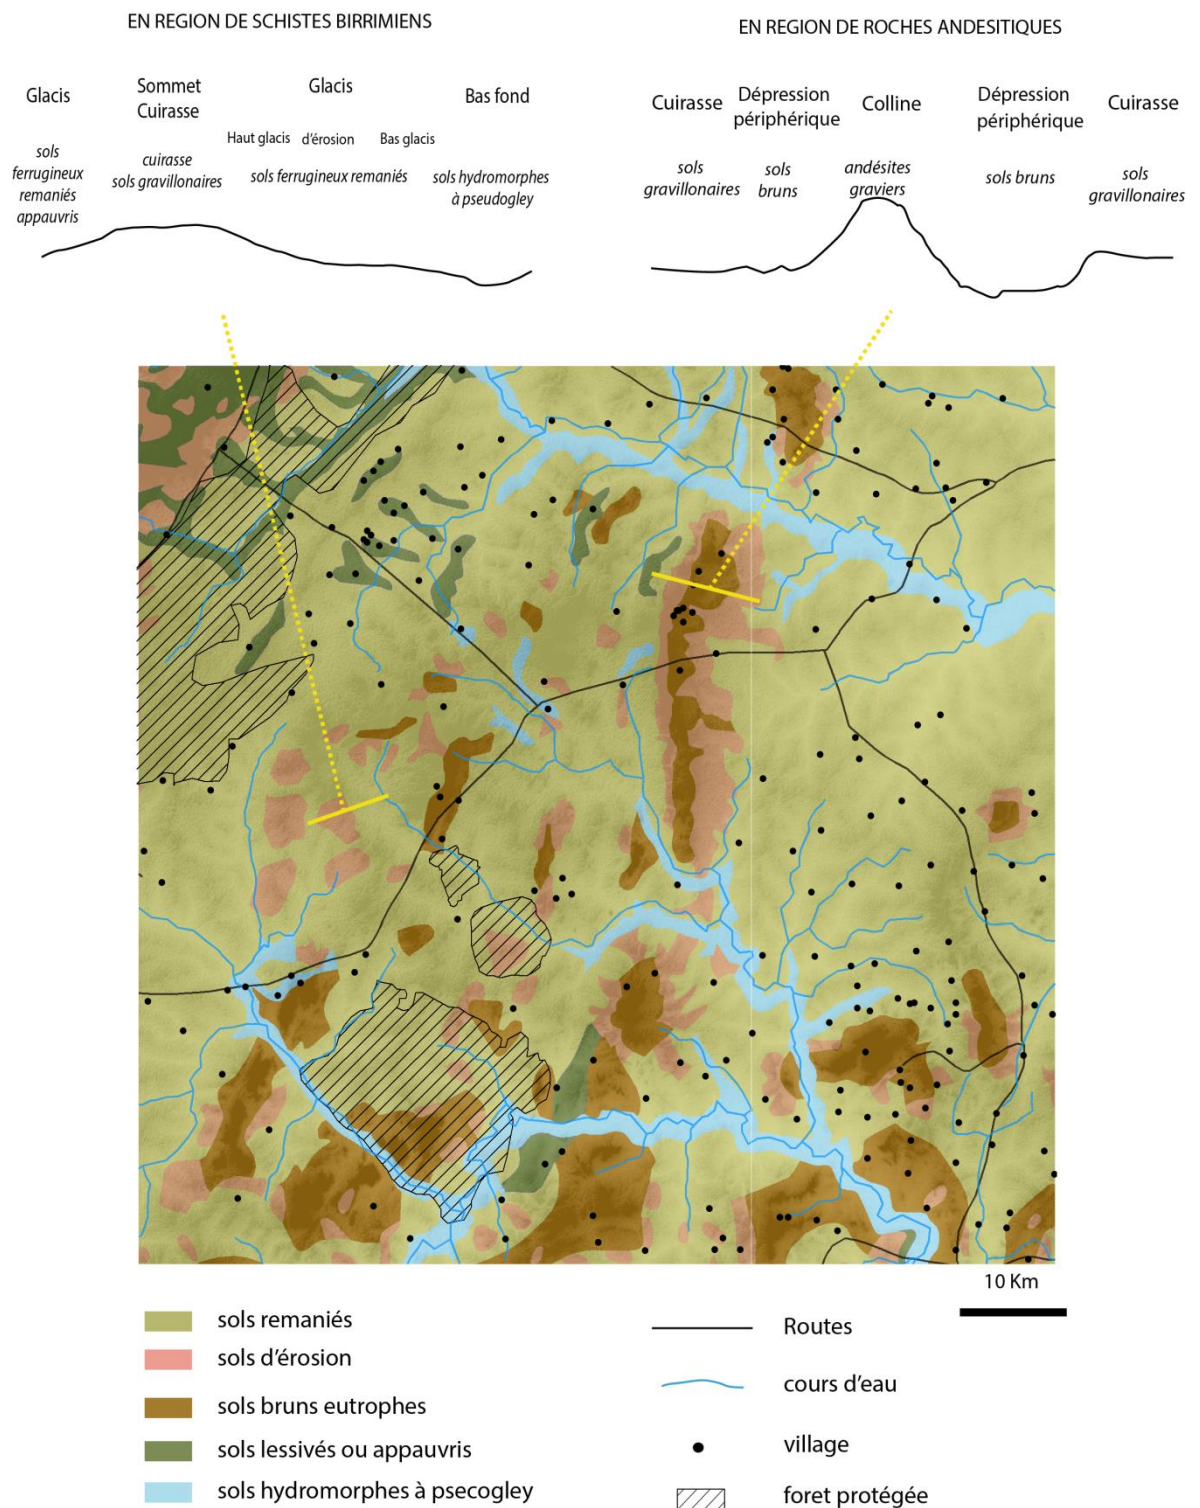 EN REGION DE SCHISTES BIRRIMIENS
Glacis
Sommet
Cuirasse
Glacis
Bas fond
Haut glacis
d'érosion
Bas glacis
sols
ferrugineux
remaniés
appauvris
cuirasse
sols gravillonaires
sols ferrugineux remaniés
sols hydromorphes
à pseudogley
EN REGION DE ROCHES ANDESITIQUES
Cuirasse
Dépression
périphérique
Colline
Dépression
périphérique
Cuirasse
sols
gravillonaires
sols
bruns
andésites
graviers
sols bruns
sols
gravillonaires
10 Km
sols remaniés
sols d'érosion
sols bruns eutrophes
sols lessivés ou appauvris
sols hydromorphes à psecogley
Routes
cours d'eau
village
foret protégée